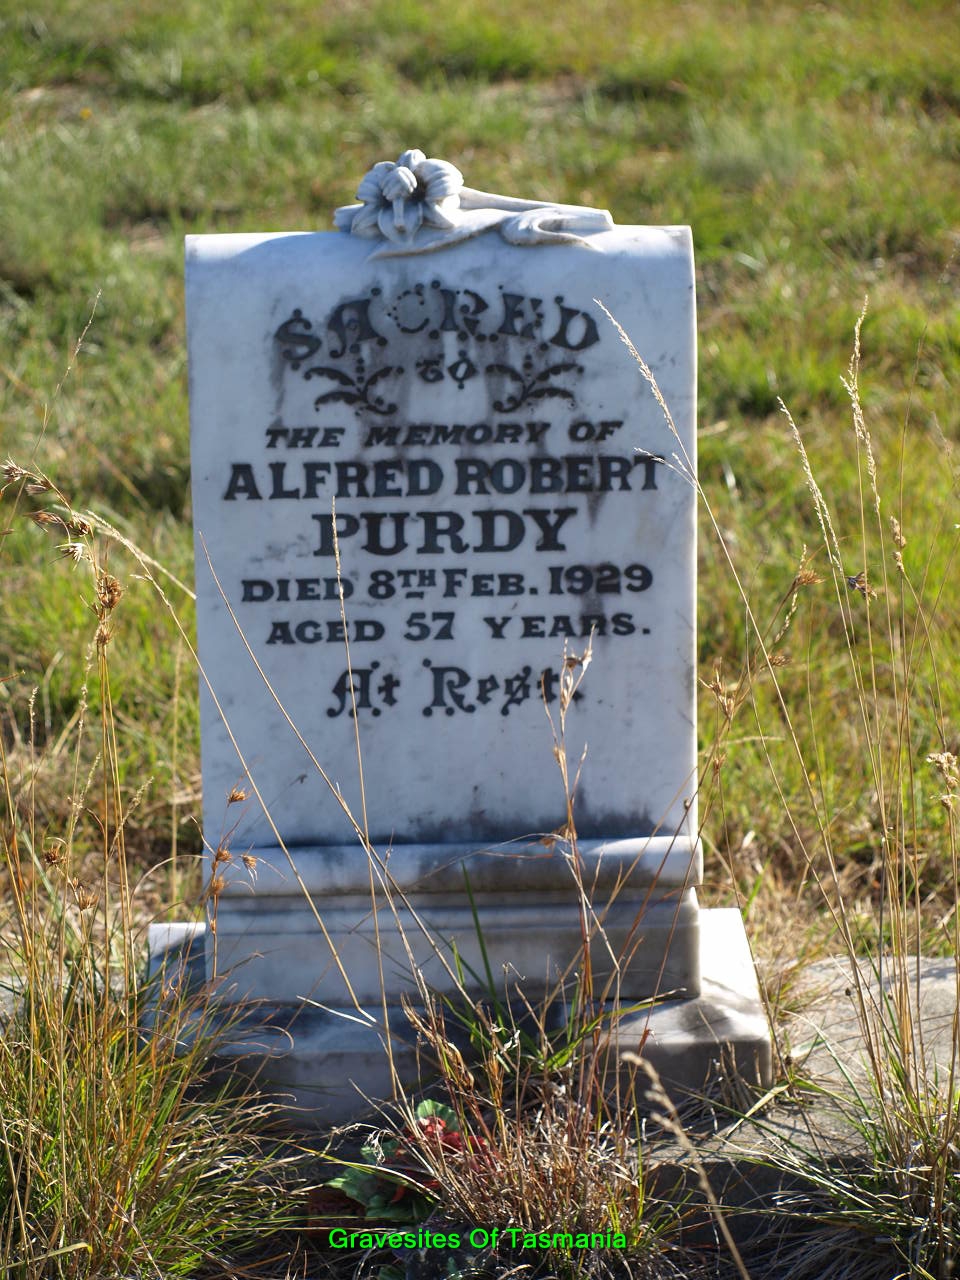 SACRED
TO
THE MEMORY OF
ALFRED ROBERT
PURDY
DIED 8TH FEB. 1929
AGED 57 YEARS.
At Rest.
Gravesites Of Tasmania